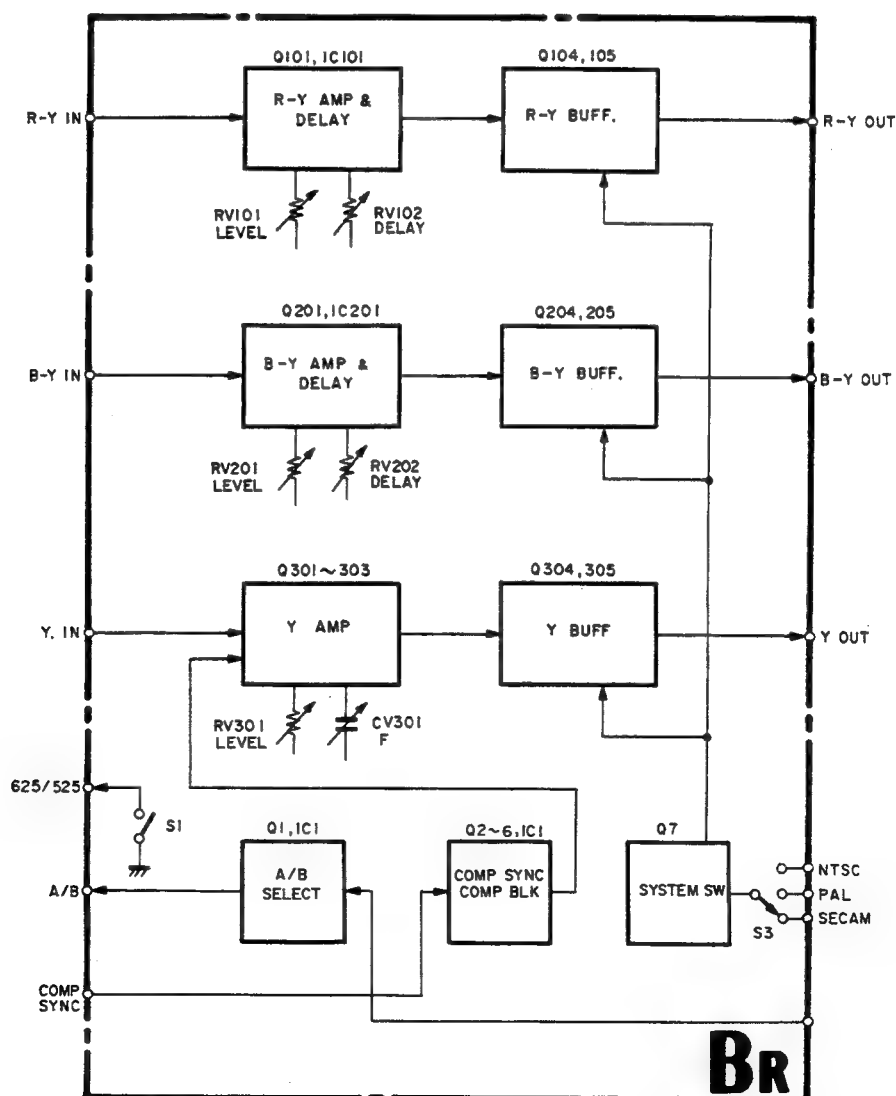 Q101,IC101
Q104,105
R-Y IN
R-Y AMP &
DELAY
R-Y BUFF.
R-Y OUT
RV101
LEVEL
RV102
DELAY
Q201,IC201
Q204,205
B-Y IN
B-Y AMP &
DELAY
B-Y BUFF.
B-Y OUT
RV201
LEVEL
RV202
DELAY
Q301~303
Q304,305
Y. IN
Y AMP
Y BUFF
Y OUT
RV301
LEVEL
CV301
F
625/525
S1
Q1,IC1
Q2~6,IC1
Q7
A/B
A/B
SELECT
COMP SYNC
COMP BLK
SYSTEM SW
S3
NTSC
PAL
SECAM
COMP
SYNC
BR